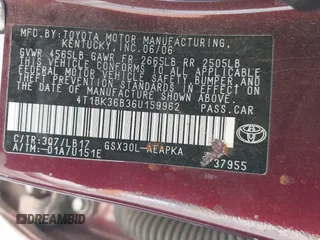 MFD. BY:TOYOTA MOTOR MANUFACTURING,
KENTUCKY,INC. 06/06
GVWR 4565LB GAWR FR 2665LB RR 2505LB
THIS VEHICLE CONFORMS TO ALL APPLICABLE
FEDERAL MOTOR VEHICLE SAFETY, BUMPER, AND
THEFT PREVENTION STANDARDS IN EFFECT ON
THE DATE OF MANUFACTURE SHOWN ABOVE.
4T1BK36B36U159962 PASS.CAR
C/TR:3Q7/LB17 GSX30L-AEAPKA
A/TM:-01A/U151E
37955
TOYOTA
DREAMBID